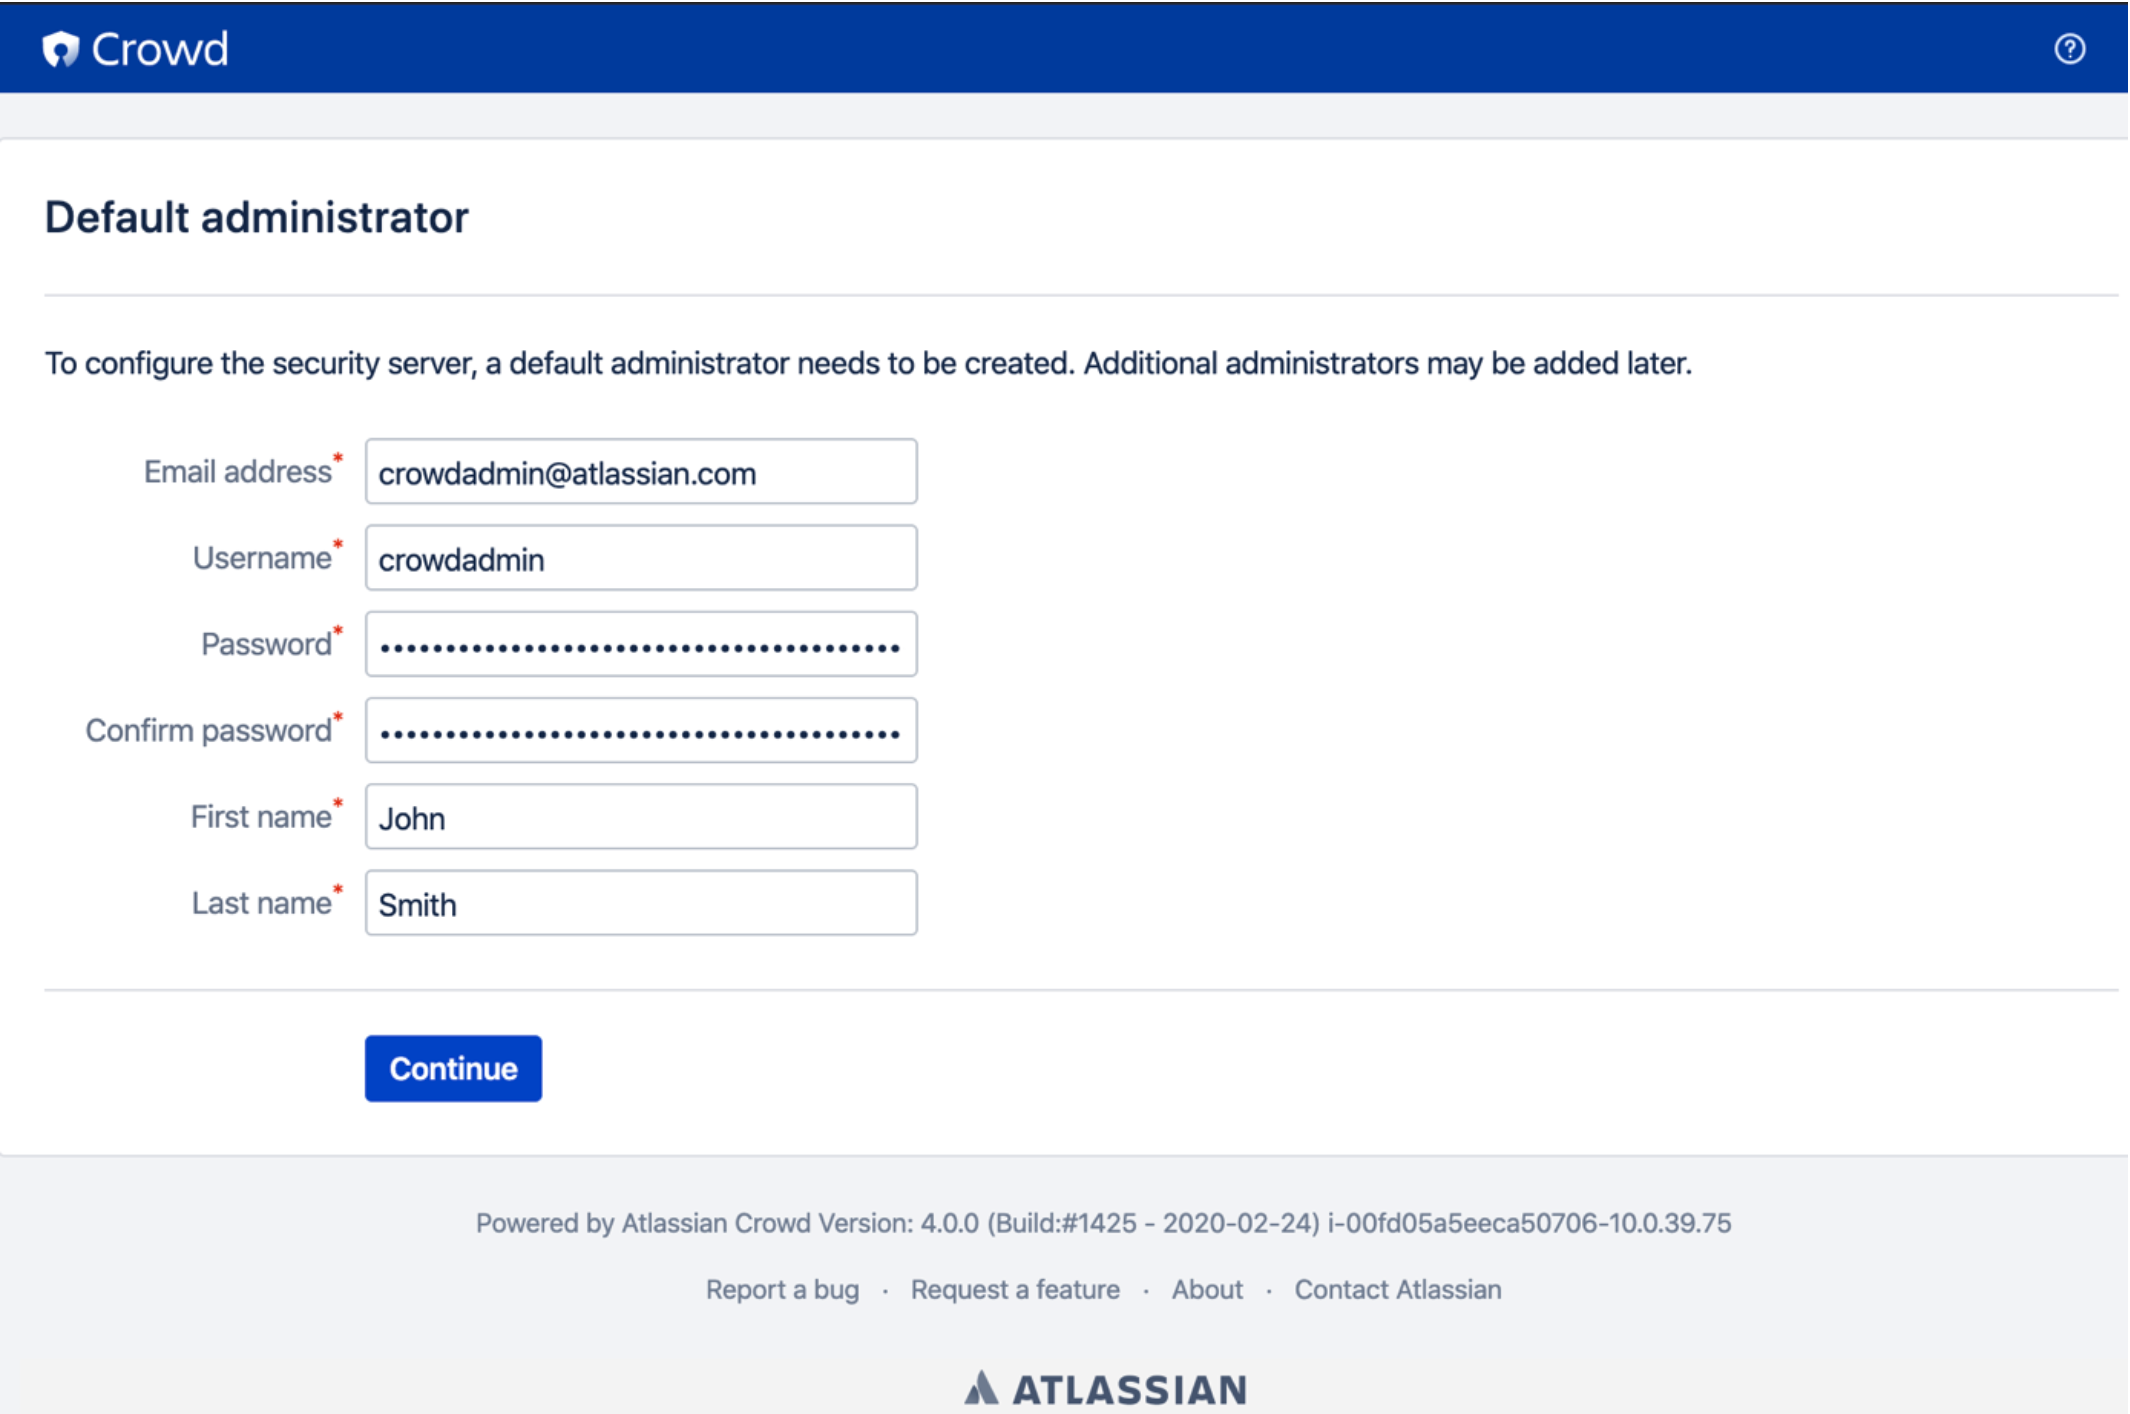 Crowd
Default administrator
To configure the security server, a default administrator needs to be created. Additional administrators may be added later.
Email address* crowdadmin@atlassian.com
Username* crowdadmin
Password* ••••••••••••••••••••••••••••••••••••••••
Confirm password* ••••••••••••••••••••••••••••••••••••••••
First name* John
Last name* Smith
Continue
Powered by Atlassian Crowd Version: 4.0.0 (Build:#1425 - 2020-02-24) i-00fd05a5eeca50706-10.0.39.75
Report a bug · Request a feature · About · Contact Atlassian
ATLASSIAN